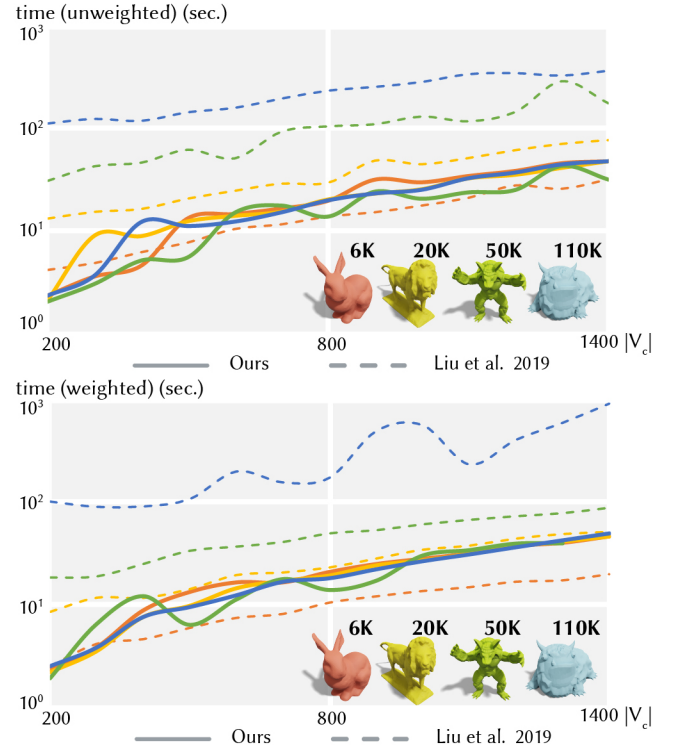 time (unweighted) (sec.)
10³
10²
10¹
6K 20K 50K 110K
10⁰
200 800 1400 |V_c|
Ours Liu et al. 2019
time (weighted) (sec.)
10³
10²
10¹
6K 20K 50K 110K
10⁰
200 800 1400 |V_c|
Ours Liu et al. 2019